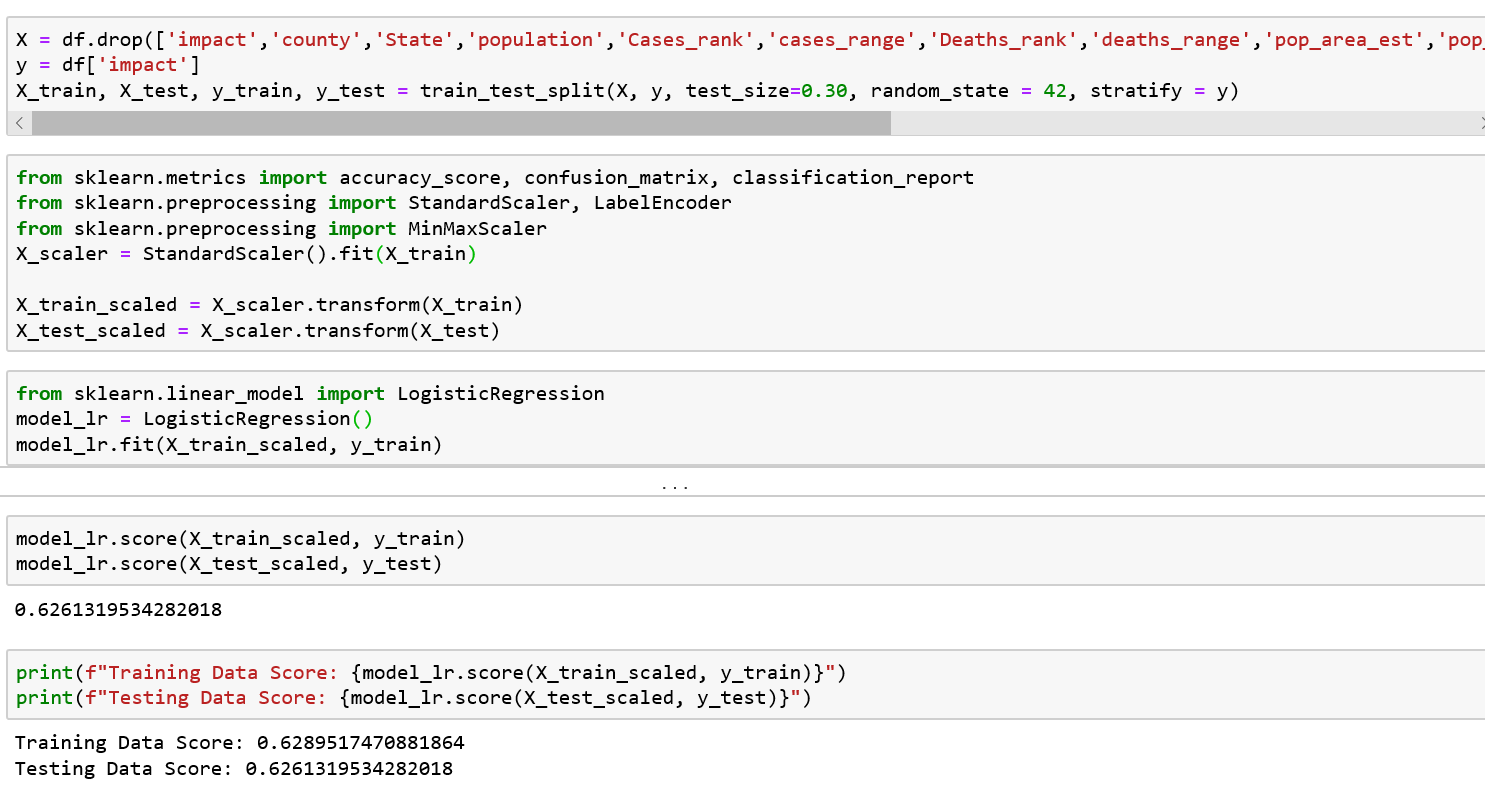 X = df.drop(['impact','county','State','population','Cases_rank','cases_range','Deaths_rank','deaths_range','pop_area_est','pop_
y = df['impact']
X_train, X_test, y_train, y_test = train_test_split(X, y, test_size=0.30, random_state = 42, stratify = y)
from sklearn.metrics import accuracy_score, confusion_matrix, classification_report
from sklearn.preprocessing import StandardScaler, LabelEncoder
from sklearn.preprocessing import MinMaxScaler
X_scaler = StandardScaler().fit(X_train)
X_train_scaled = X_scaler.transform(X_train)
X_test_scaled = X_scaler.transform(X_test)
from sklearn.linear_model import LogisticRegression
model_lr = LogisticRegression()
model_lr.fit(X_train_scaled, y_train)
...
model_lr.score(X_train_scaled, y_train)
model_lr.score(X_test_scaled, y_test)
0.6261319534282018
print(f"Training Data Score: {model_lr.score(X_train_scaled, y_train)}")
print(f"Testing Data Score: {model_lr.score(X_test_scaled, y_test)}")
Training Data Score: 0.6289517470881864
Testing Data Score: 0.6261319534282018